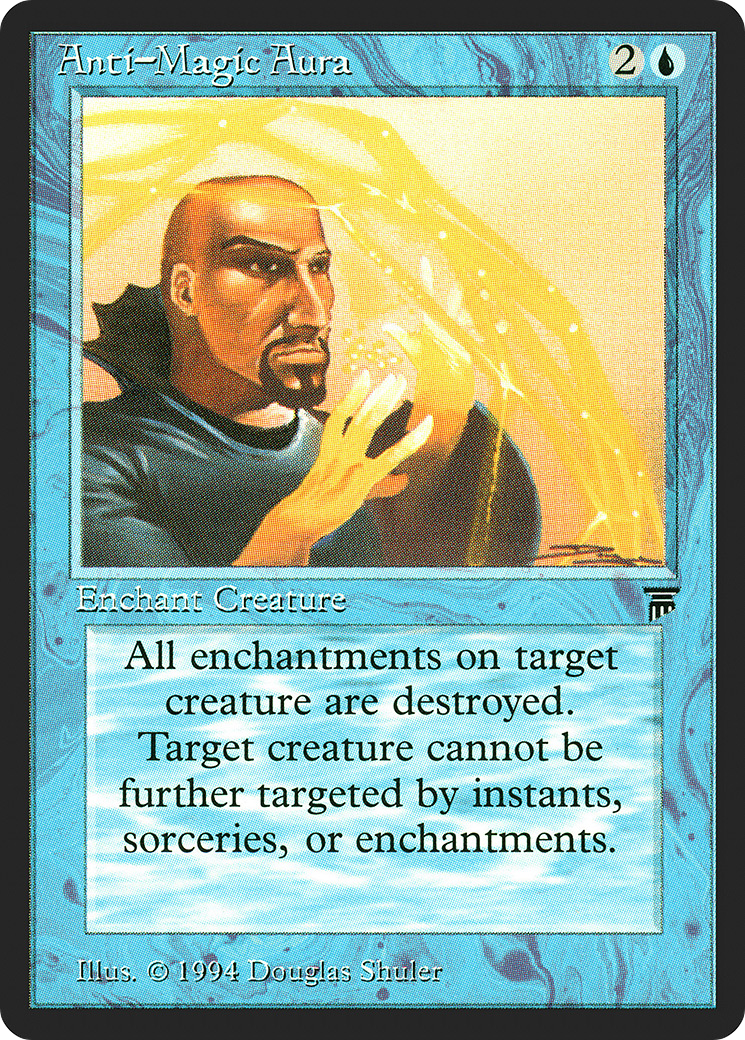 Anti-Magic Aura 2
Enchant Creature
All enchantments on target
creature are destroyed.
Target creature cannot be
further targeted by instants,
sorceries, or enchantments.
Illus. © 1994 Douglas Shuler